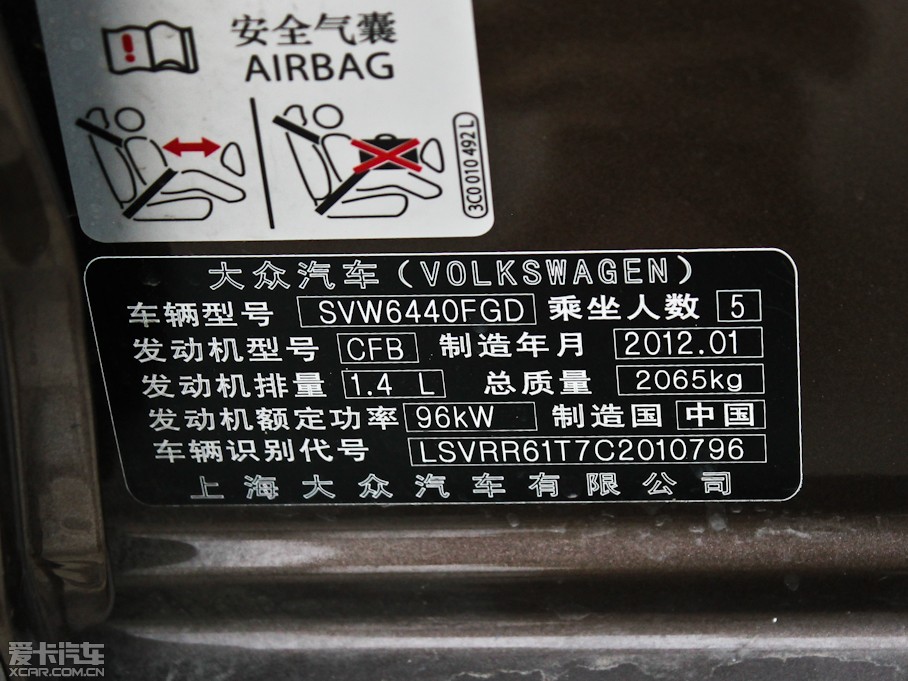 安全气囊
AIRBAG
3C0 010 492 L
大众汽车(VOLKSWAGEN)
车辆型号 SVW6440FGD 乘坐人数 5
发动机型号 CFB 制造年月 2012.01
发动机排量 1.4 L 总质量 2065kg
发动机额定功率 96kW 制造国 中国
车辆识别代号 LSVRR61T7C2010796
上海大众汽车有限公司
爱卡汽车
XCAR.COM.CN